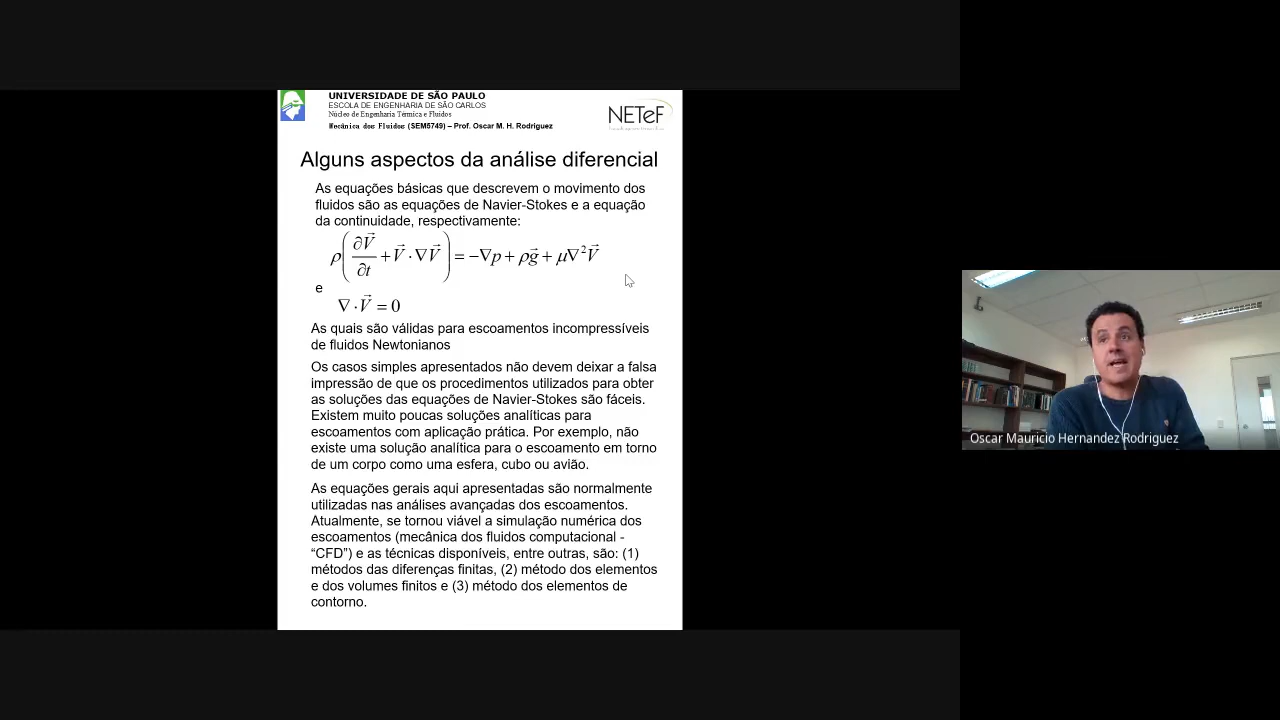 UNIVERSIDADE DE SÃO PAULO
ESCOLA DE ENGENHARIA DE SÃO CARLOS
Núcleo de Engenharia Térmica e Fluidos
Mecânica dos Fluidos (SEM5749) – Prof. Oscar M. H. Rodriguez
NETeF
Alguns aspectos da análise diferencial
As equações básicas que descrevem o movimento dos
fluidos são as equações de Navier-Stokes e a equação
da continuidade, respectivamente:
ρ(∂V⃗/∂t + V⃗ · ∇V⃗) = −∇p + ρg⃗ + μ∇²V⃗
e
∇ · V⃗ = 0
As quais são válidas para escoamentos incompressíveis
de fluidos Newtonianos
Os casos simples apresentados não devem deixar a falsa
impressão de que os procedimentos utilizados para obter
as soluções das equações de Navier-Stokes são fáceis.
Existem muito poucas soluções analíticas para
escoamentos com aplicação prática. Por exemplo, não
existe uma solução analítica para o escoamento em torno
de um corpo como uma esfera, cubo ou avião.
As equações gerais aqui apresentadas são normalmente
utilizadas nas análises avançadas dos escoamentos.
Atualmente, se tornou viável a simulação numérica dos
escoamentos (mecânica dos fluidos computacional -
“CFD”) e as técnicas disponíveis, entre outras, são: (1)
métodos das diferenças finitas, (2) método dos elementos
e dos volumes finitos e (3) método dos elementos de
contorno.
Oscar Mauricio Hernandez Rodriguez